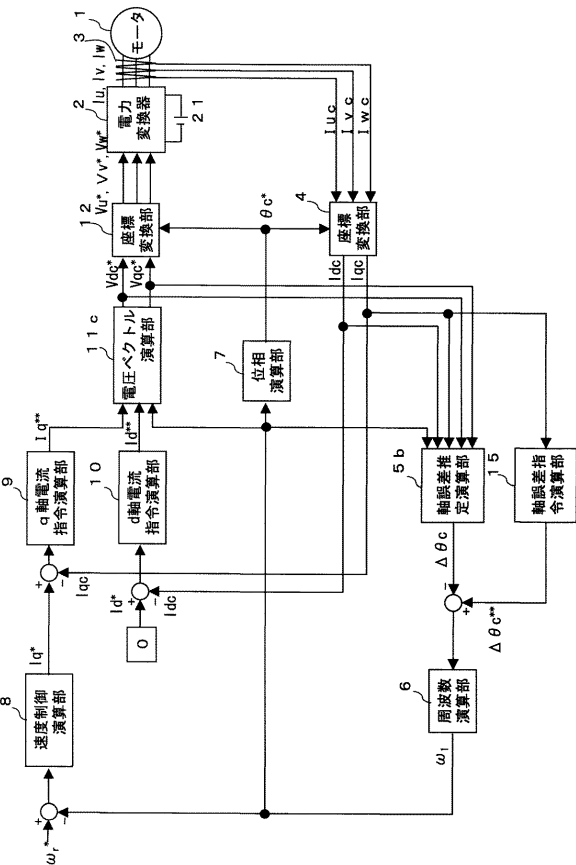 ωr*
+
−
8
速度制御
演算部
Iq*
+
−
Iqc
9
q軸電流
指令演算部
Iq**
0
Id*
+
−
Idc
10
d軸電流
指令演算部
Id**
11c
電圧ベクトル
演算部
Vdc*
Vqc*
12
座標
変換部
Vu*, Vv*, Vw*
2
電力
変換器
21
Iu, Iv, Iw
3
1
モータ
7
位相
演算部
θc*
4
座標
変換部
Iuc
Ivc
Iwc
Idc
Iqc
5b
軸誤差推
定演算部
Δθc
15
軸誤差指
令演算部
Δθc**
−
+
6
周波数
演算部
ω1